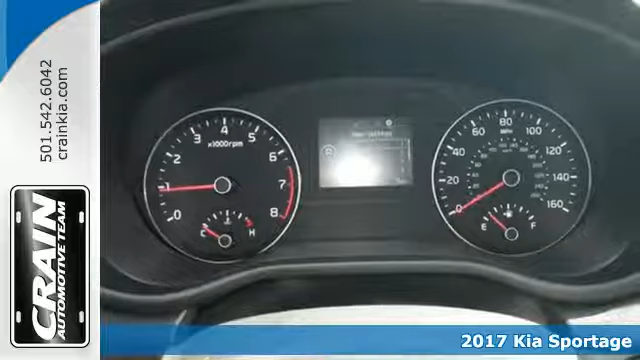 501.542.6042
crainkia.com
CRAIN
AUTOMOTIVE TEAM
0
1
2
3
4
5
6
7
8
x1000rpm
C
H
0
20
40
60
80
100
120
140
160
MPH
E
F
2017 Kia Sportage